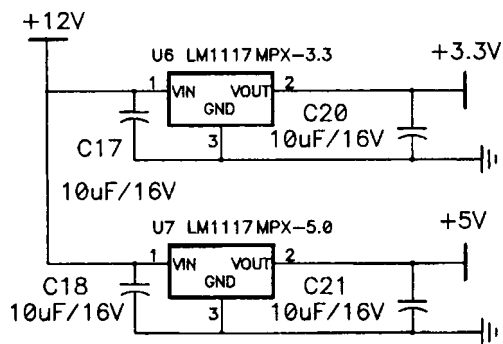 +12V
U6 LM1117MPX-3.3
+3.3V
1
VIN
VOUT
2
GND
C17
3
C20
10uF/16V
10uF/16V
U7 LM1117MPX-5.0
+5V
1
VIN
VOUT
2
GND
C18
10uF/16V
3
C21
10uF/16V